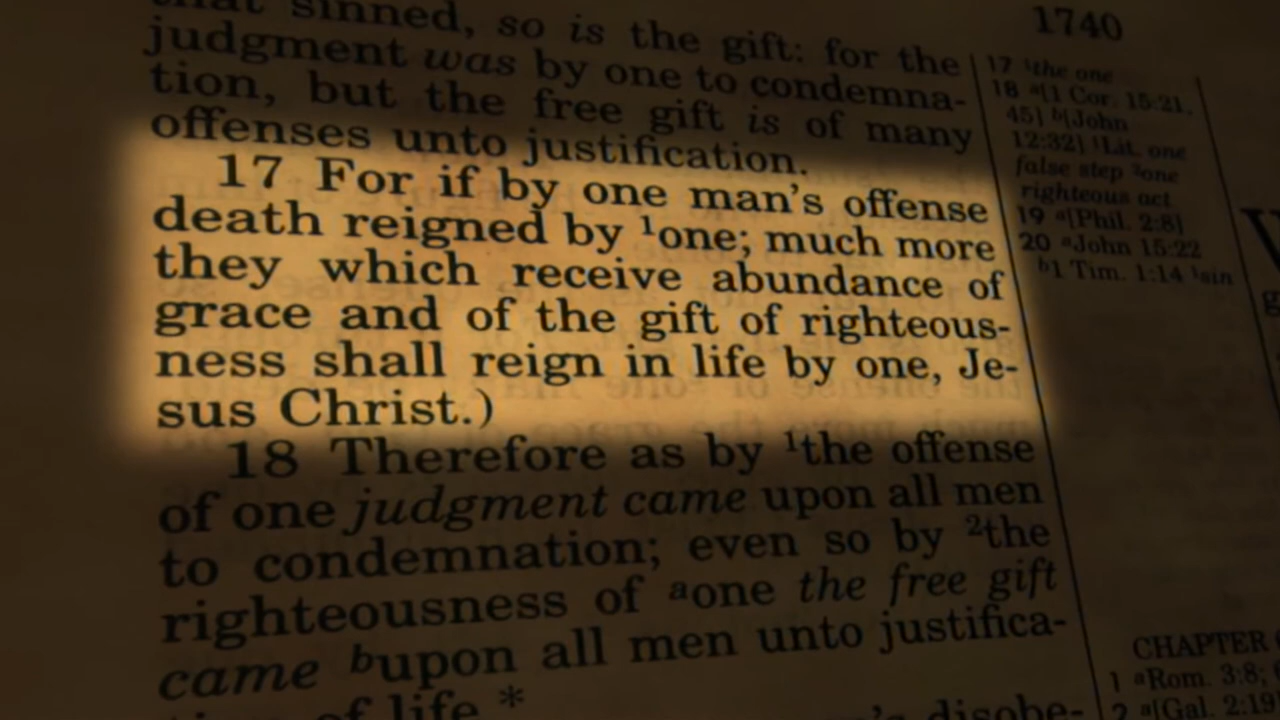 that sinned, so is the gift: for the
judgment was by one to condemna-
tion, but the free gift is of many
offenses unto justification.
17 For if by one man's offense
death reigned by ¹one; much more
they which receive abundance of
grace and of the gift of righteous-
ness shall reign in life by one, Je-
sus Christ.)
18 Therefore as by ¹the offense
of one judgment came upon all men
to condemnation; even so by ²the
righteousness of ᵃone the free gift
came ᵇupon all men unto justifica-
of life.*
's disobe-
1740
17 ¹the one
18 ᵃ[1 Cor. 15:21,
45] ᵇ[John
12:32] ¹Lit. one
false step ²one
righteous act
19 ᵃ[Phil. 2:8]
20 ᵃJohn 15:22
ᵇ1 Tim. 1:14 ¹sin
CHAPTER
1 ᵃRom. 3:8;
2 ᵃ[Gal. 2:19